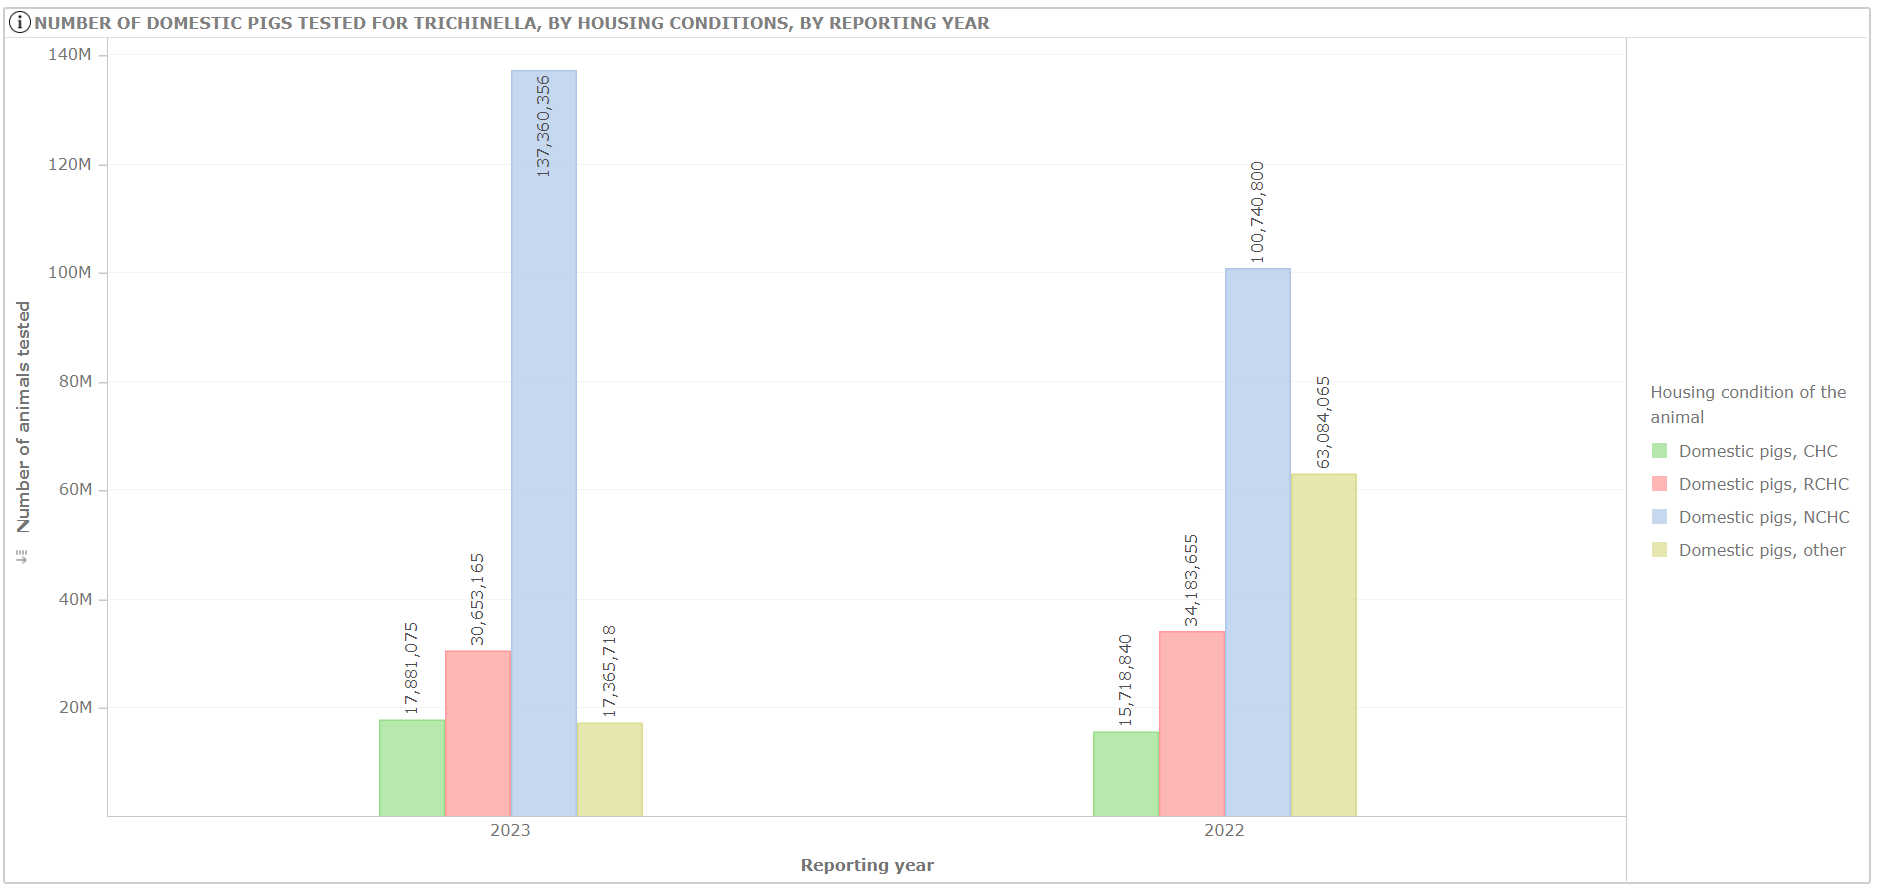 NUMBER OF DOMESTIC PIGS TESTED FOR TRICHINELLA, BY HOUSING CONDITIONS, BY REPORTING YEAR
140M
120M
100M
80M
60M
40M
20M
Number of animals tested
17,881,075
30,653,165
137,360,356
17,365,718
15,718,840
34,183,655
100,740,800
63,084,065
2023
2022
Reporting year
Housing condition of the
animal
Domestic pigs, CHC
Domestic pigs, RCHC
Domestic pigs, NCHC
Domestic pigs, other